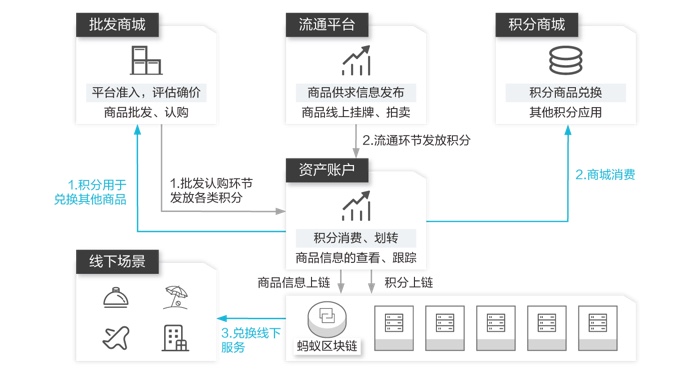 批发商城
流通平台
积分商城
平台准入，评估确价
商品批发、认购
商品供求信息发布
商品线上挂牌、拍卖
积分商品兑换
其他积分应用
2.流通环节发放积分
资产账户
1.积分用于
兑换其他商品
1.批发认购环节
发放各类积分
2.商城消费
积分消费、划转
商品信息的查看、跟踪
线下场景
商品信息上链
积分上链
3.兑换线下
服务
蚂蚁区块链